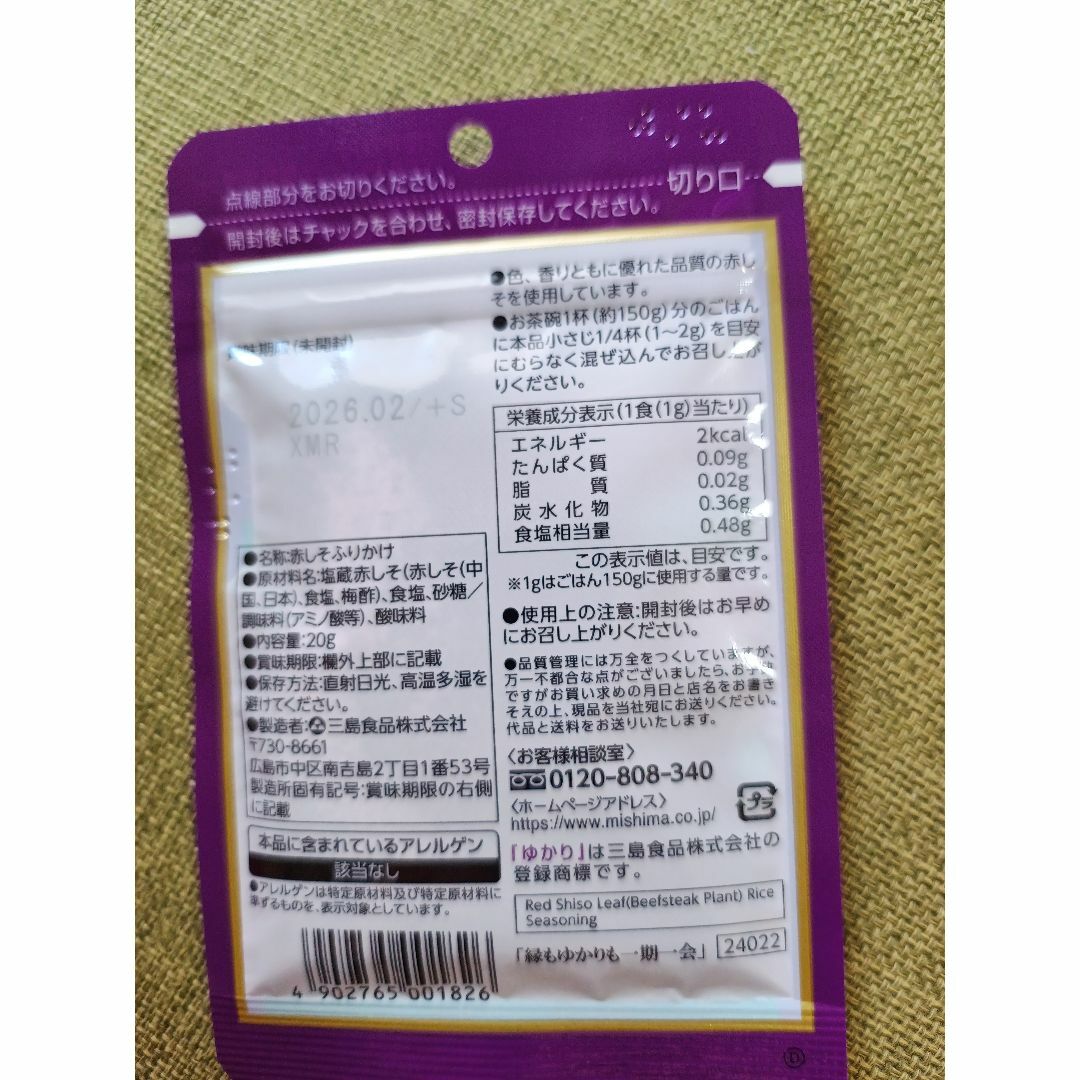 点線部分をお切りください。
切り口
開封後はチャックを合わせ、密封保存してください。
味期限(未開封)
2026.02/+S
XMR
●色、香りともに優れた品質の赤し
そを使用しています。
●お茶碗1杯(約150g)分のごはん
に本品小さじ1/4杯(1～2g)を目安
にむらなく混ぜ込んでお召し上が
りください。
栄養成分表示(1食(1g)当たり)
エネルギー 2kcal
たんぱく質 0.09g
脂質 0.02g
炭水化物 0.36g
食塩相当量 0.48g
この表示値は、目安です。
※1gはごはん150gに使用する量です。
●使用上の注意:開封後はお早め
にお召し上がりください。
●品質管理には万全をつくしていますが、
万一不都合な点がございましたら、お手数
ですがお買い求めの月日と店名をお書き
そえの上、現品を当社宛にお送りください。
代品と送料をお送りいたします。
〈お客様相談室〉
0120-808-340
〈ホームページアドレス〉
https://www.mishima.co.jp/
プラ
『ゆかり』は三島食品株式会社の
登録商標です。
Red Shiso Leaf(Beefsteak Plant) Rice
Seasoning
「縁もゆかりも一期一会」 24022
●名称:赤しそふりかけ
●原材料名:塩蔵赤しそ(赤しそ(中
国、日本)、食塩、梅酢)、食塩、砂糖／
調味料(アミノ酸等)、酸味料
●内容量:20g
●賞味期限:欄外上部に記載
●保存方法:直射日光、高温多湿を
避けてください。
●製造者:三島食品株式会社
〒730-8661
広島市中区南吉島2丁目1番53号
製造所固有記号:賞味期限の右側
に記載
本品に含まれているアレルゲン
該当なし
●アレルゲンは特定原材料及び特定原材料に
準ずるものを、表示対象としています。
4 902765 001826
D